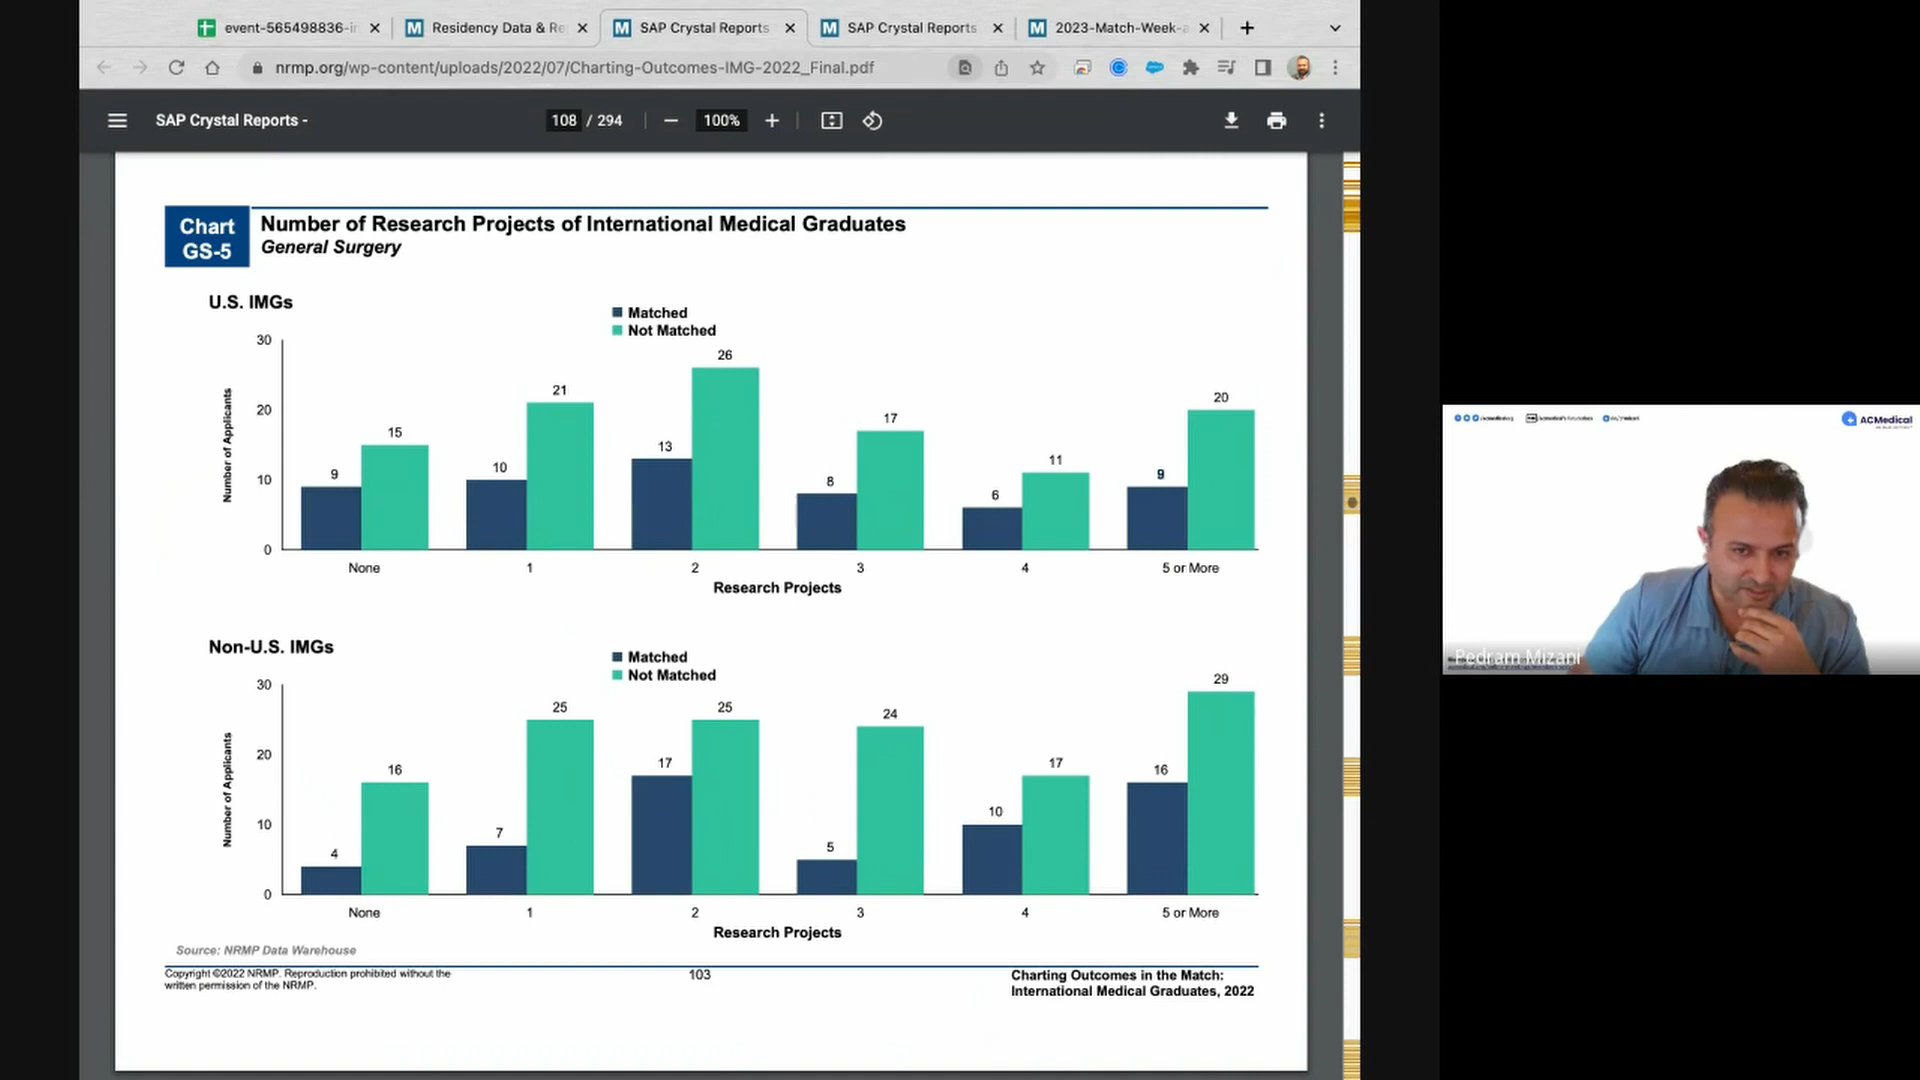 event-565498836-ir
Residency Data & Re
SAP Crystal Reports
SAP Crystal Reports
2023-Match-Week-a
nrmp.org/wp-content/uploads/2022/07/Charting-Outcomes-IMG-2022_Final.pdf
SAP Crystal Reports -
108 / 294
100%
Chart
GS-5
Number of Research Projects of International Medical Graduates
General Surgery
U.S. IMGs
Matched
Not Matched
Number of Applicants
30
20
10
0
9
15
10
21
13
26
8
17
6
11
9
20
None
1
2
3
4
5 or More
Research Projects
Non-U.S. IMGs
Matched
Not Matched
Number of Applicants
30
20
10
0
4
16
7
25
17
25
5
24
10
17
16
29
None
1
2
3
4
5 or More
Research Projects
Source: NRMP Data Warehouse
Copyright ©2022 NRMP. Reproduction prohibited without the
written permission of the NRMP.
103
Charting Outcomes in the Match:
International Medical Graduates, 2022
ACMedical
Pedram Mizani